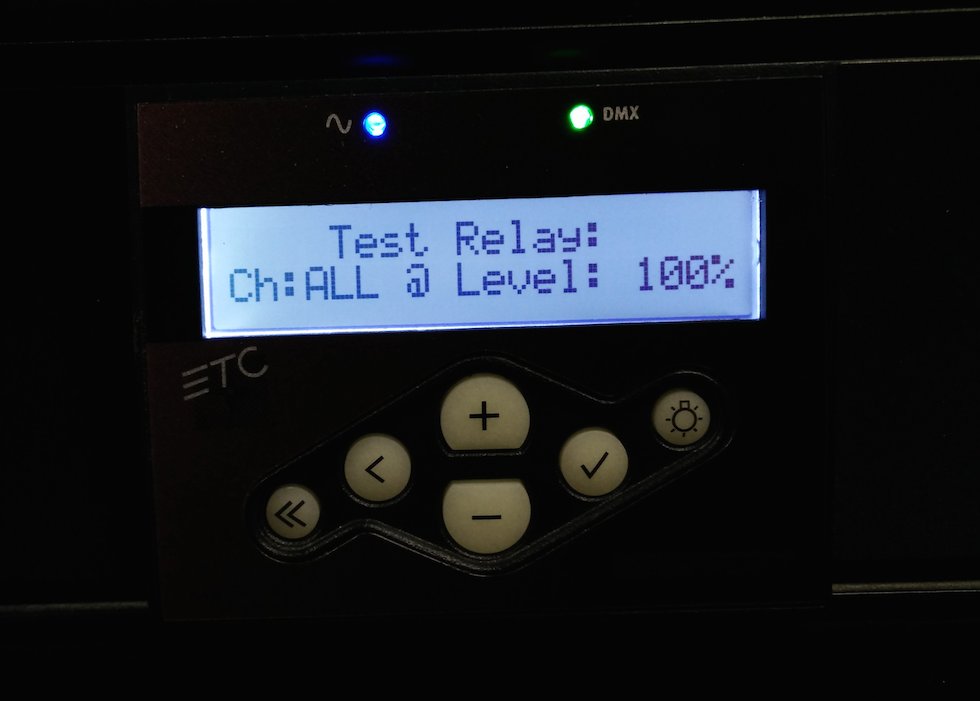 DMX
Test Relay:
Ch:ALL @ Level: 100%
ETC